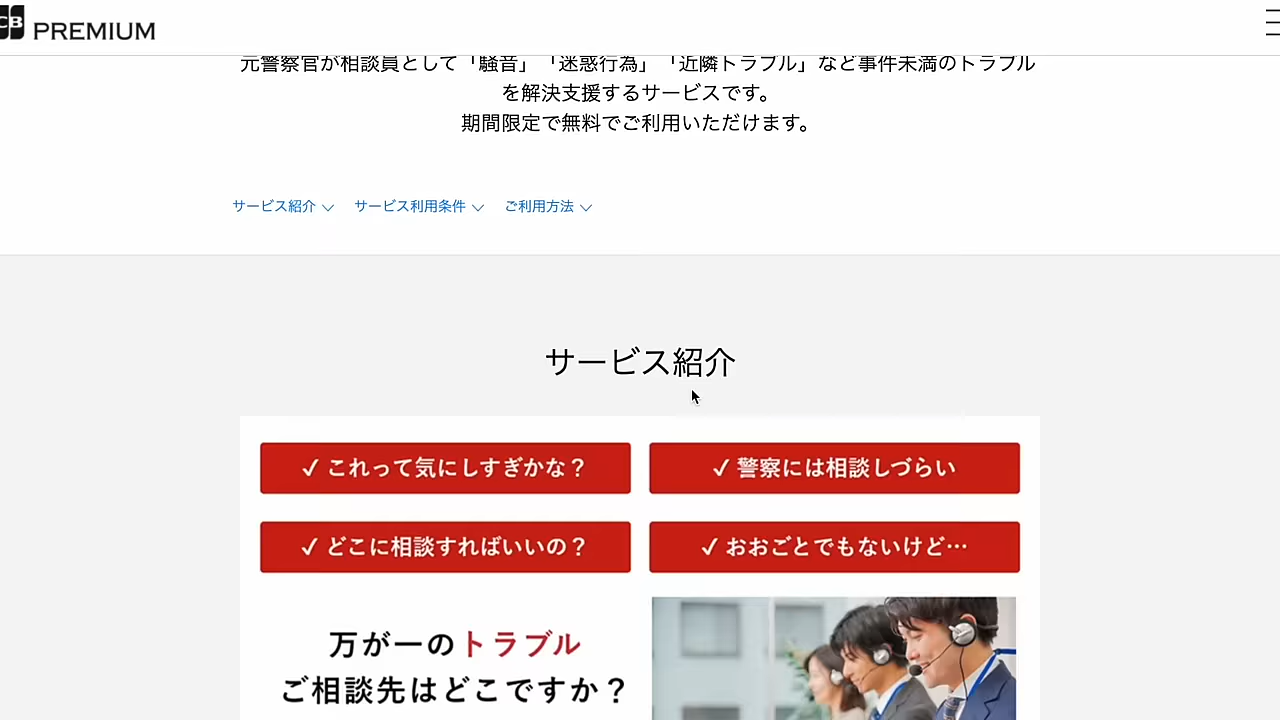 CB PREMIUM
元警察官が相談員として「騒音」「迷惑行為」「近隣トラブル」など事件未満のトラブル
を解決支援するサービスです。
期間限定で無料でご利用いただけます。
サービス紹介 サービス利用条件 ご利用方法
サービス紹介
✓ これって気にしすぎかな？ ✓ 警察には相談しづらい
✓ どこに相談すればいいの？ ✓ おおごとでもないけど…
万が一のトラブル
ご相談先はどこですか？